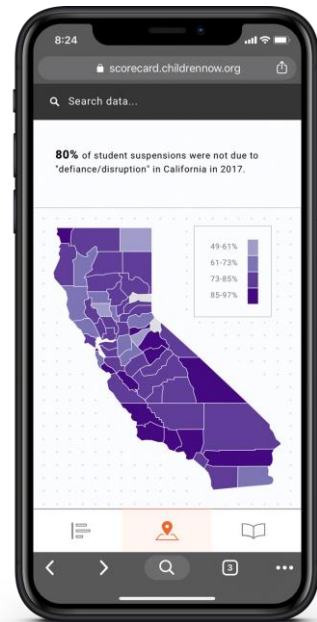 8:24
scorecard.childrennow.org
Search data...
80% of student suspensions were not due to
"defiance/disruption" in California in 2017.
49-61%
61-73%
73-85%
85-97%
3